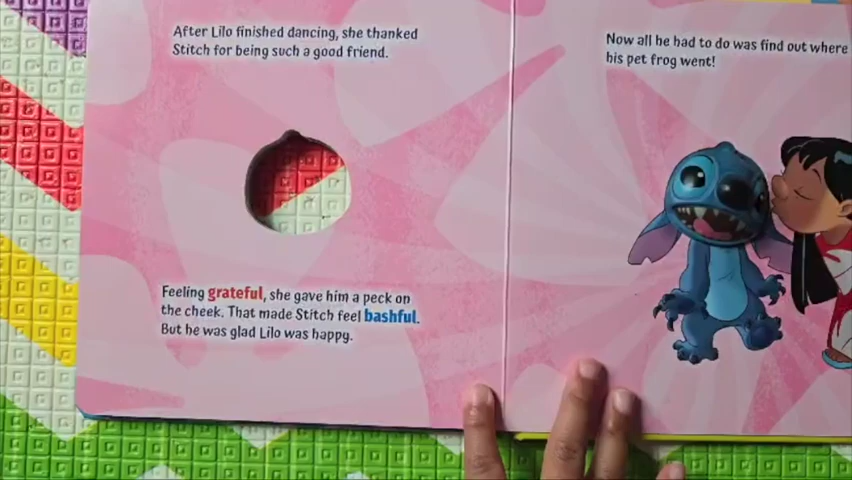 After Lilo finished dancing, she thanked
Stitch for being such a good friend.
Feeling grateful, she gave him a peck on
the cheek. That made Stitch feel bashful.
But he was glad Lilo was happy.
Now all he had to do was find out where
his pet frog went!